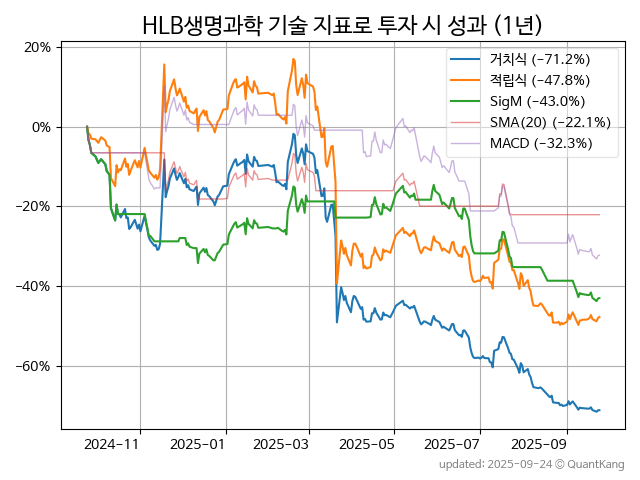 HLB생명과학 기술 지표로 투자 시 성과 (1년)
20%
0%
−20%
−40%
−60%
거치식 (−71.2%)
적립식 (−47.8%)
SigM (−43.0%)
SMA(20) (−22.1%)
MACD (−32.3%)
2024-11
2025-01
2025-03
2025-05
2025-07
2025-09
updated: 2025-09-24 © QuantKang